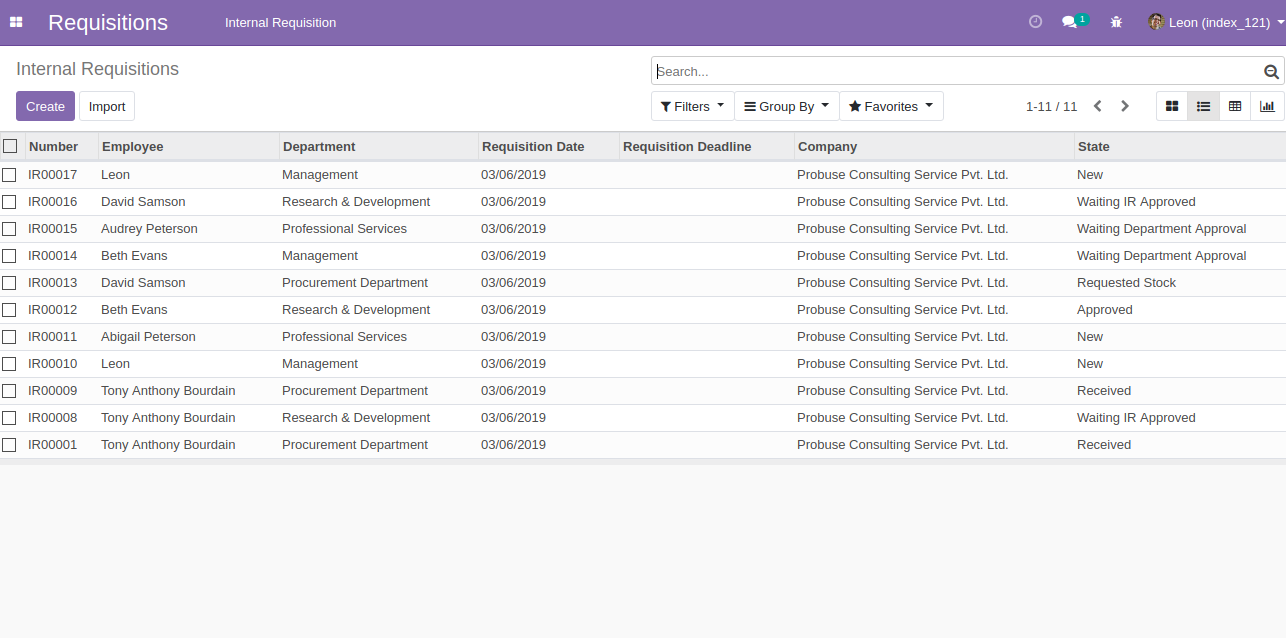 Requisitions Internal Requisition 1 Leon (index_121)
Internal Requisitions Search...
Create Import Filters Group By Favorites 1-11 / 11
Number Employee Department Requisition Date Requisition Deadline Company State
IR00017 Leon Management 03/06/2019 Probuse Consulting Service Pvt. Ltd. New
IR00016 David Samson Research & Development 03/06/2019 Probuse Consulting Service Pvt. Ltd. Waiting IR Approved
IR00015 Audrey Peterson Professional Services 03/06/2019 Probuse Consulting Service Pvt. Ltd. Waiting Department Approval
IR00014 Beth Evans Management 03/06/2019 Probuse Consulting Service Pvt. Ltd. Waiting Department Approval
IR00013 David Samson Procurement Department 03/06/2019 Probuse Consulting Service Pvt. Ltd. Requested Stock
IR00012 Beth Evans Research & Development 03/06/2019 Probuse Consulting Service Pvt. Ltd. Approved
IR00011 Abigail Peterson Professional Services 03/06/2019 Probuse Consulting Service Pvt. Ltd. New
IR00010 Leon Management 03/06/2019 Probuse Consulting Service Pvt. Ltd. New
IR00009 Tony Anthony Bourdain Procurement Department 03/06/2019 Probuse Consulting Service Pvt. Ltd. Received
IR00008 Tony Anthony Bourdain Research & Development 03/06/2019 Probuse Consulting Service Pvt. Ltd. Waiting IR Approved
IR00001 Tony Anthony Bourdain Procurement Department 03/06/2019 Probuse Consulting Service Pvt. Ltd. Received